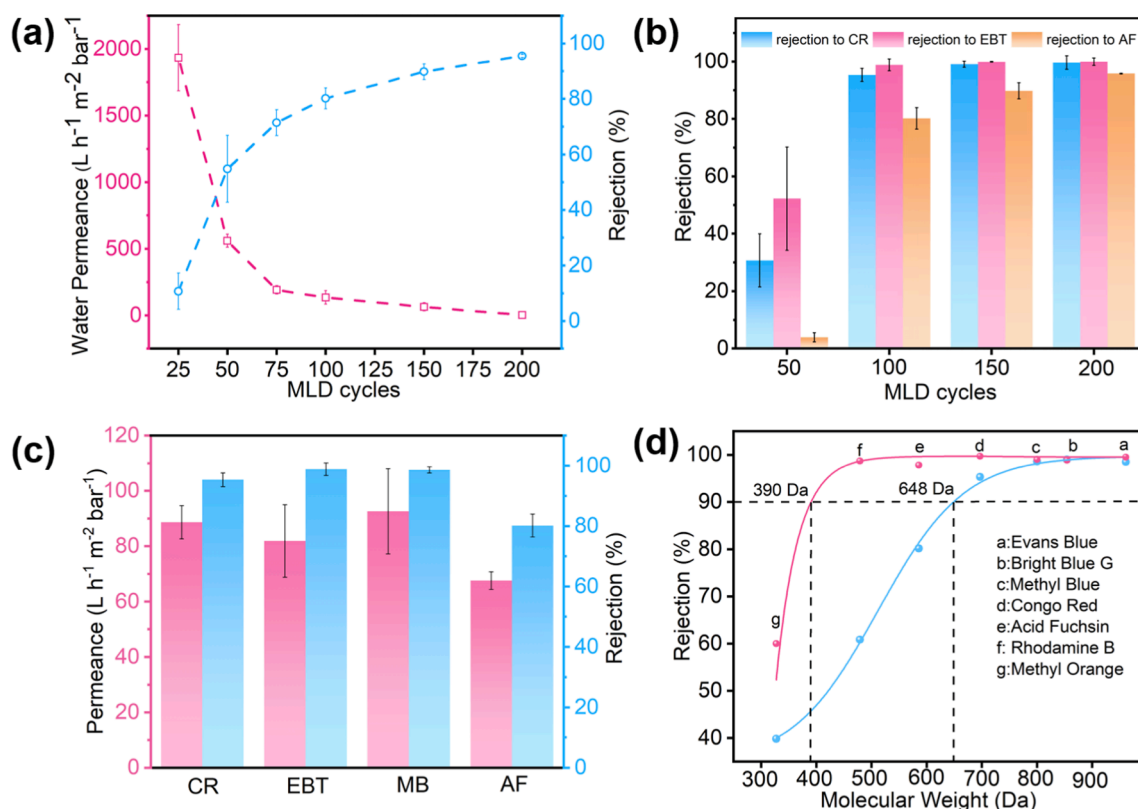 (a)
Water Permeance (L h⁻¹ m⁻² bar⁻¹)
2000
1500
1000
500
0
Rejection (%)
100
80
60
40
20
0
25 50 75 100 125 150 175 200
MLD cycles
(b)
rejection to CR rejection to EBT rejection to AF
Rejection (%)
100
80
60
40
20
0
50 100 150 200
MLD cycles
(c)
Permeance (L h⁻¹ m⁻² bar⁻¹)
120
100
80
60
40
20
0
Rejection (%)
100
80
60
40
20
0
CR EBT MB AF
(d)
Rejection (%)
100
90
80
70
60
50
40
f e d c b a
390 Da 648 Da
g
a:Evans Blue
b:Bright Blue G
c:Methyl Blue
d:Congo Red
e:Acid Fuchsin
f: Rhodamine B
g:Methyl Orange
300 400 500 600 700 800 900
Molecular Weight (Da)